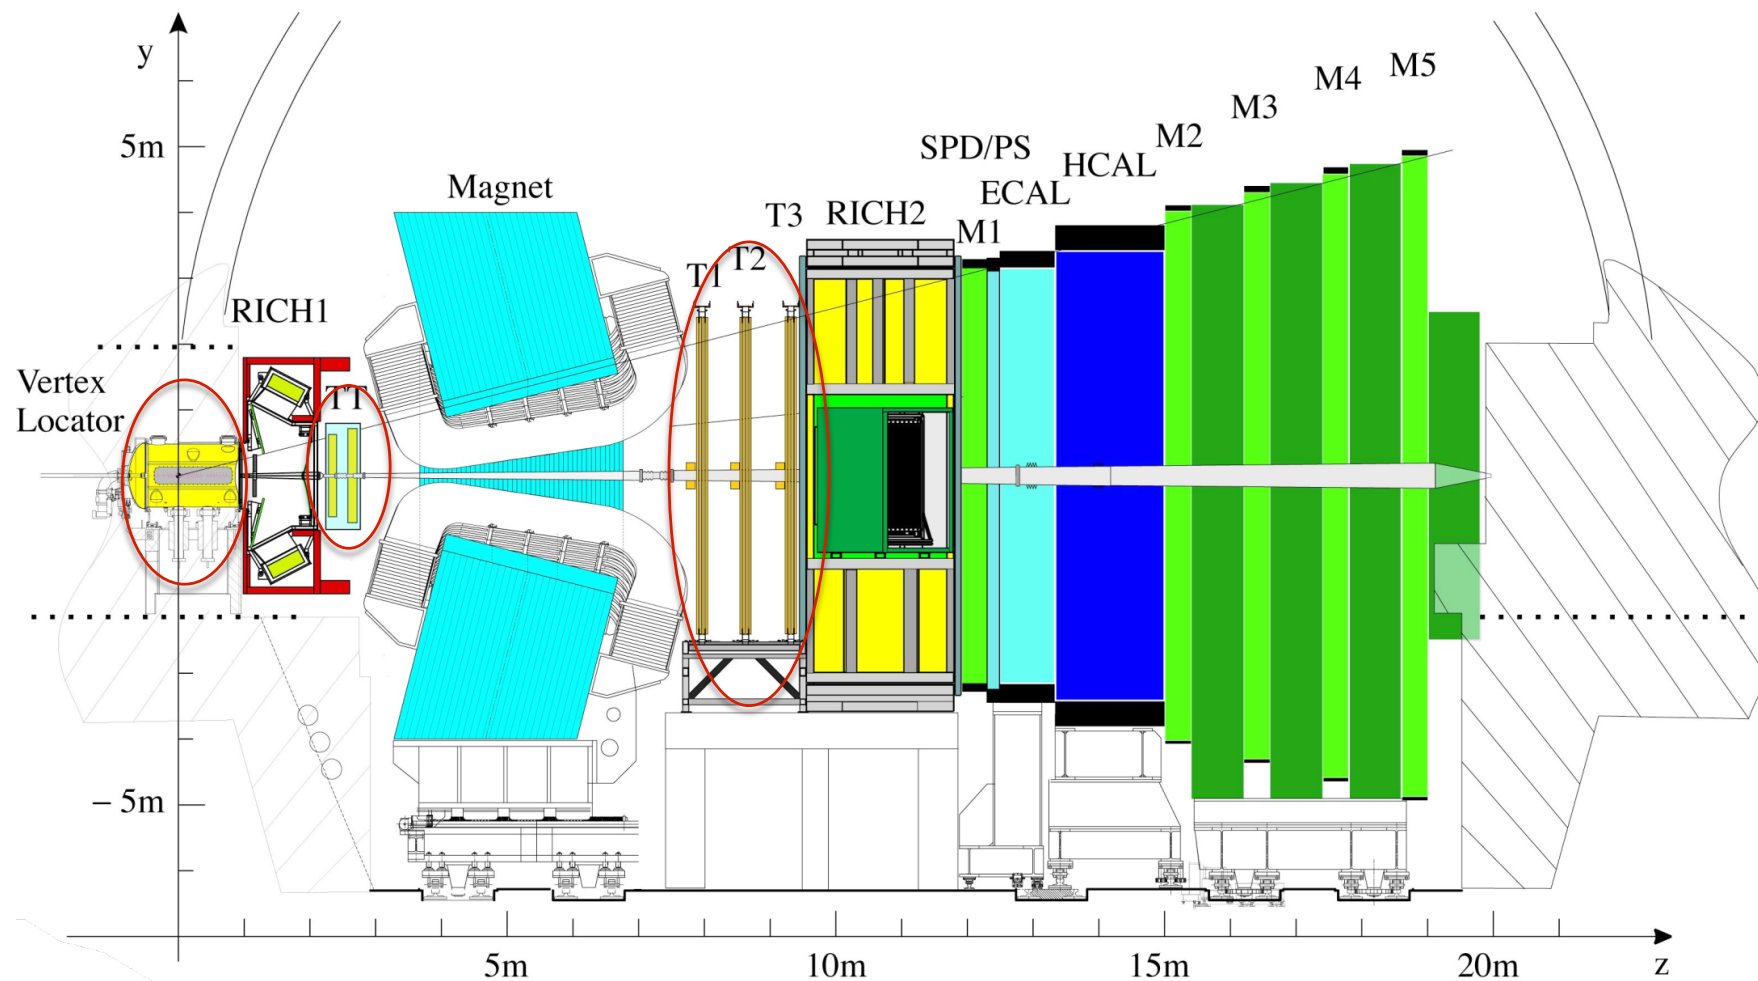 y
5m
Vertex
Locator
RICH1
TT
Magnet
T1
T2
T3
RICH2
M1
SPD/PS
ECAL
HCAL
M2
M3
M4
M5
− 5m
5m
10m
15m
20m
z